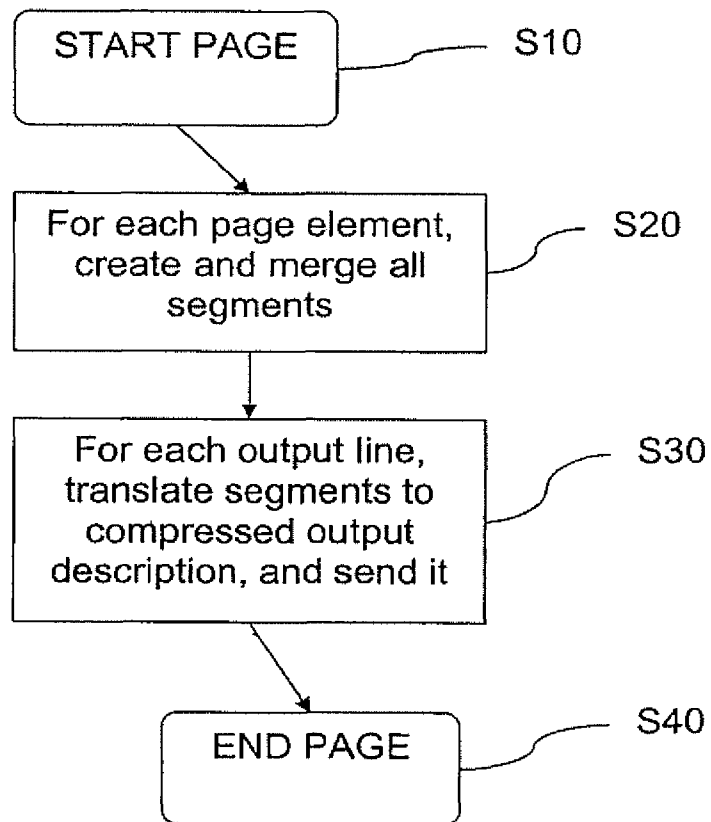 START PAGE
S10
For each page element,
create and merge all
segments
S20
For each output line,
translate segments to
compressed output
description, and send it
S30
END PAGE
S40